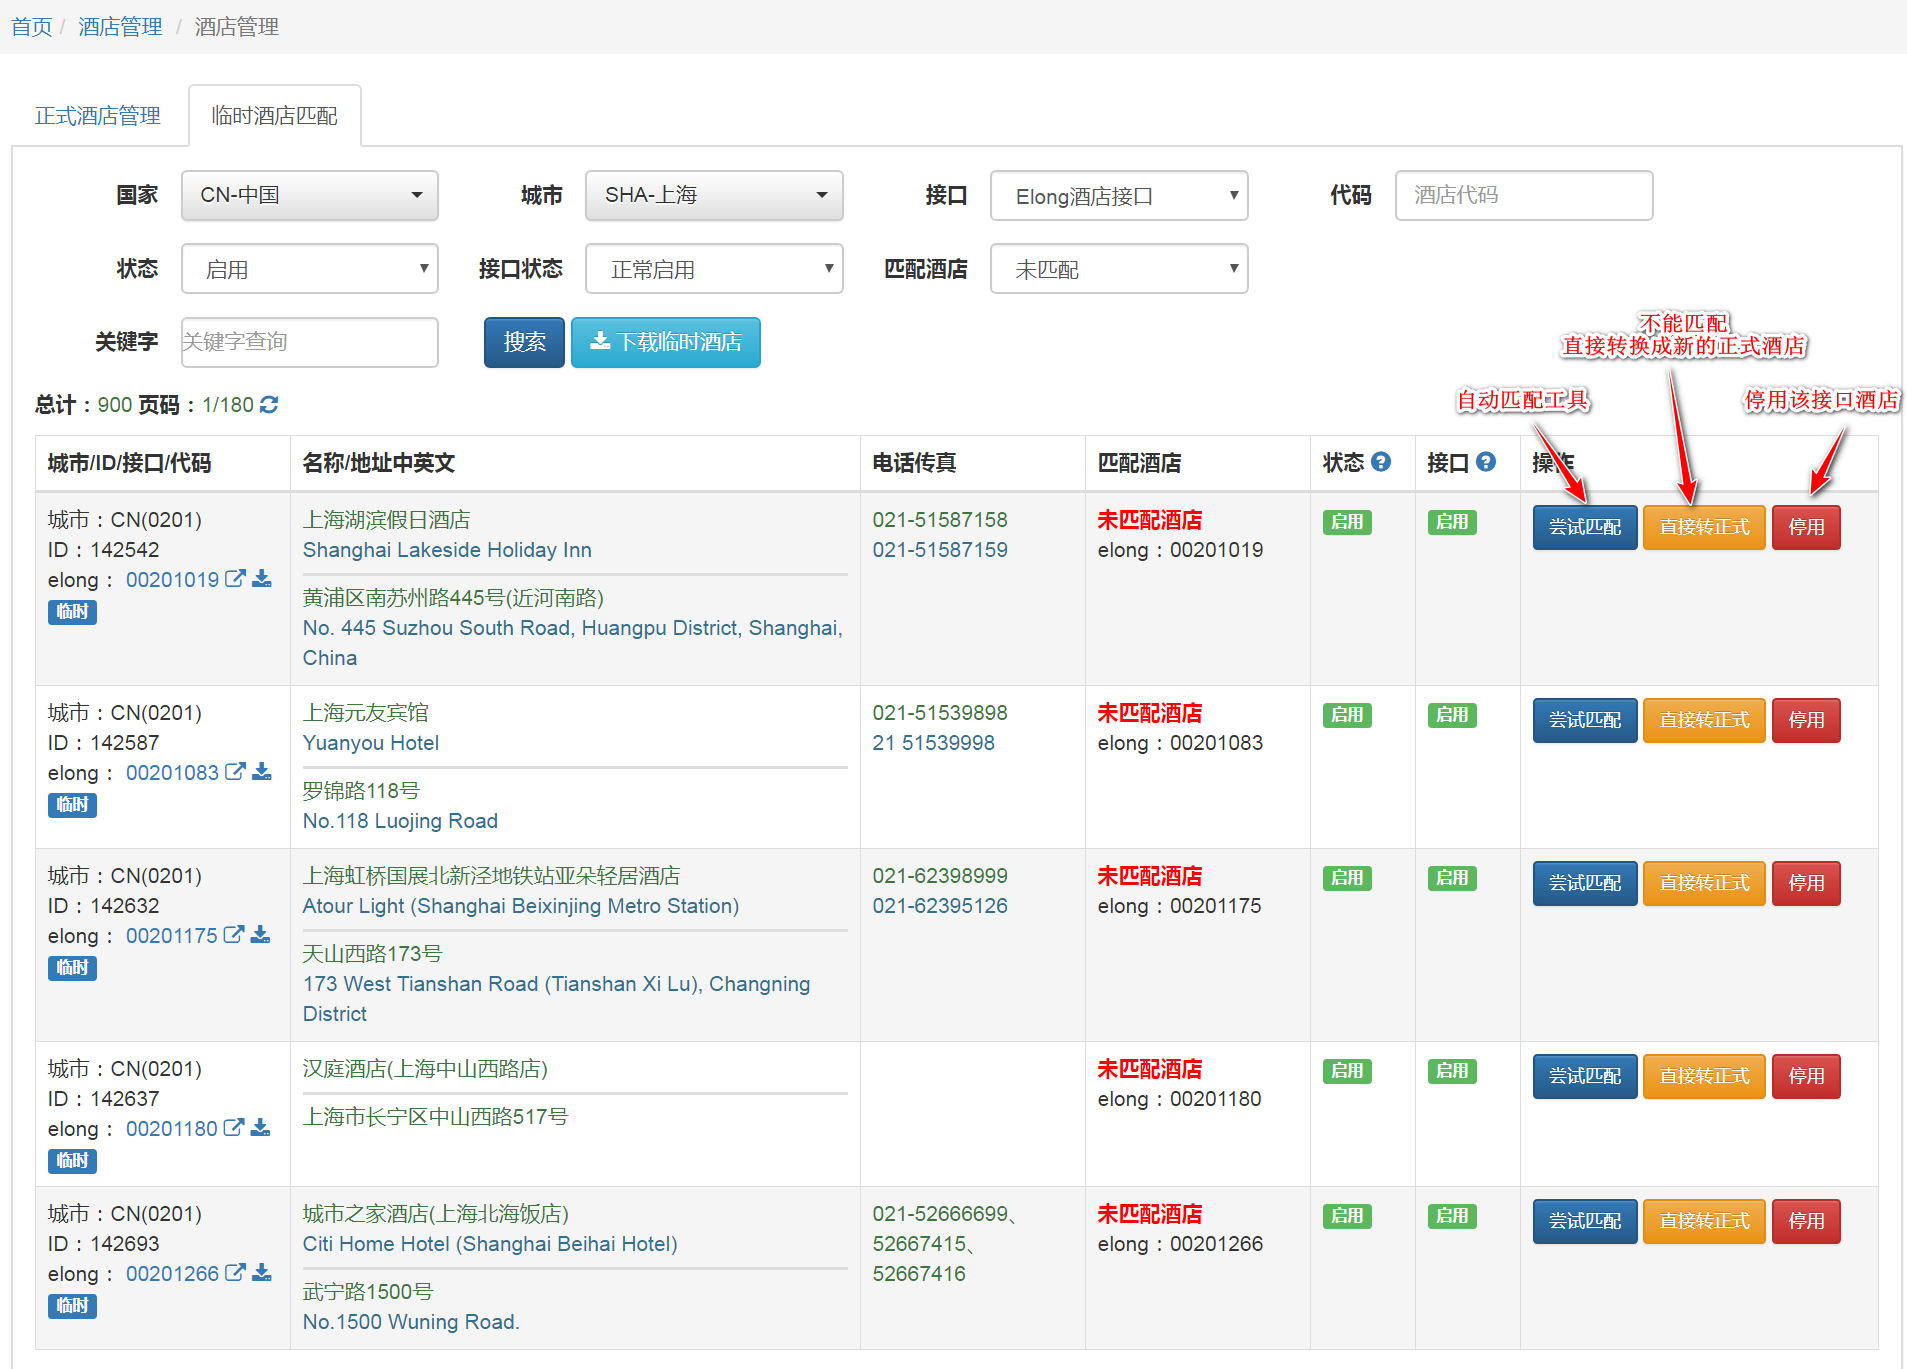 首页 / 酒店管理 / 酒店管理
正式酒店管理 临时酒店匹配
国家 CN-中国 城市 SHA-上海 接口 Elong酒店接口 代码 酒店代码
状态 启用 接口状态 正常启用 匹配酒店 未匹配
关键字 关键字查询 搜索 下载临时酒店
不能匹配
直接转换成新的正式酒店
自动匹配工具 停用该接口酒店
总计：900 页码：1/180
城市/ID/接口/代码 名称/地址中英文 电话传真 匹配酒店 状态 接口 操作
城市：CN(0201)
ID：142542
elong： 00201019
临时
上海湖滨假日酒店
Shanghai Lakeside Holiday Inn
黄浦区南苏州路445号(近河南路)
No. 445 Suzhou South Road, Huangpu District, Shanghai,
China
021-51587158
021-51587159
未匹配酒店
elong：00201019
启用 启用 尝试匹配 直接转正式 停用
城市：CN(0201)
ID：142587
elong： 00201083
临时
上海元友宾馆
Yuanyou Hotel
罗锦路118号
No.118 Luojing Road
021-51539898
21 51539998
未匹配酒店
elong：00201083
启用 启用 尝试匹配 直接转正式 停用
城市：CN(0201)
ID：142632
elong： 00201175
临时
上海虹桥国展北新泾地铁站亚朵轻居酒店
Atour Light (Shanghai Beixinjing Metro Station)
天山西路173号
173 West Tianshan Road (Tianshan Xi Lu), Changning
District
021-62398999
021-62395126
未匹配酒店
elong：00201175
启用 启用 尝试匹配 直接转正式 停用
城市：CN(0201)
ID：142637
elong： 00201180
临时
汉庭酒店(上海中山西路店)
上海市长宁区中山西路517号
未匹配酒店
elong：00201180
启用 启用 尝试匹配 直接转正式 停用
城市：CN(0201)
ID：142693
elong： 00201266
临时
城市之家酒店(上海北海饭店)
Citi Home Hotel (Shanghai Beihai Hotel)
武宁路1500号
No.1500 Wuning Road.
021-52666699、
52667415、
52667416
未匹配酒店
elong：00201266
启用 启用 尝试匹配 直接转正式 停用